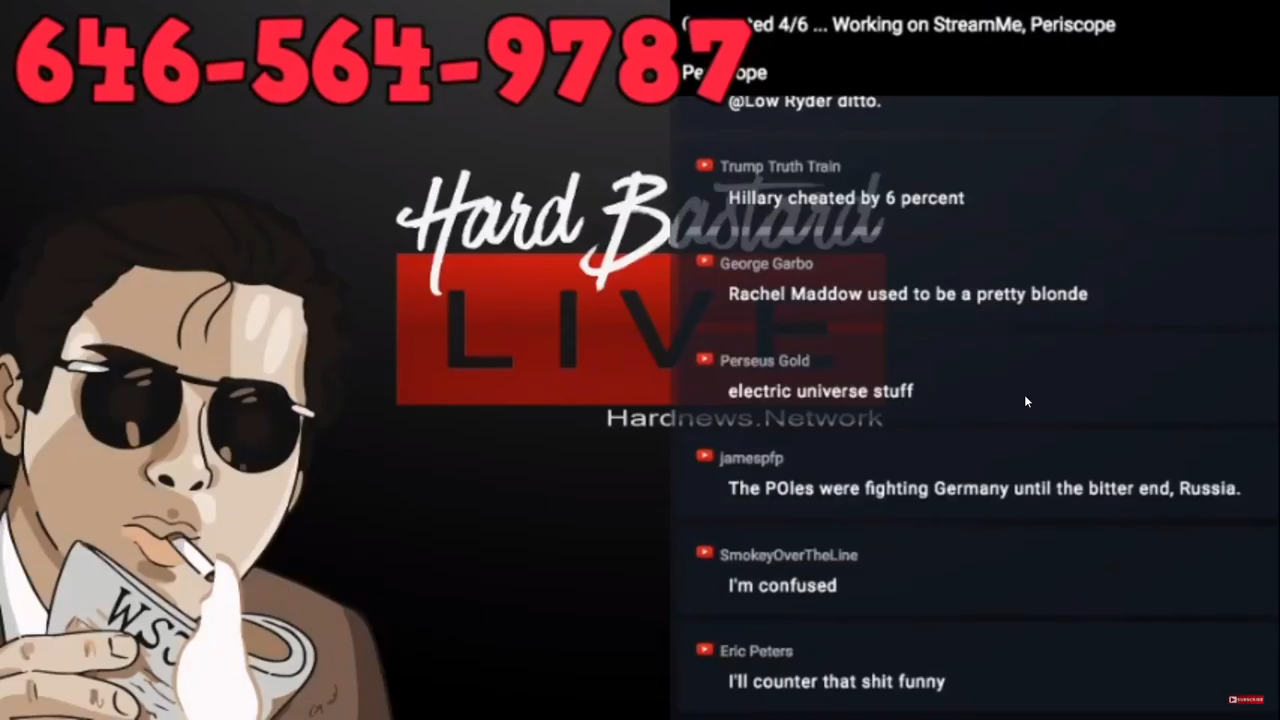 646-564-9787
ted 4/6 ... Working on StreamMe, Periscope
@Low Ryder ditto.
Trump Truth Train
Hillary cheated by 6 percent
Hard Bastard
LIVE
Hardnews.Network
George Garbo
Rachel Maddow used to be a pretty blonde
Perseus Gold
electric universe stuff
jamespfp
The POles were fighting Germany until the bitter end, Russia.
SmokeyOverTheLine
I'm confused
Eric Peters
I'll counter that shit funny
WSJ
SUBSCRIBE